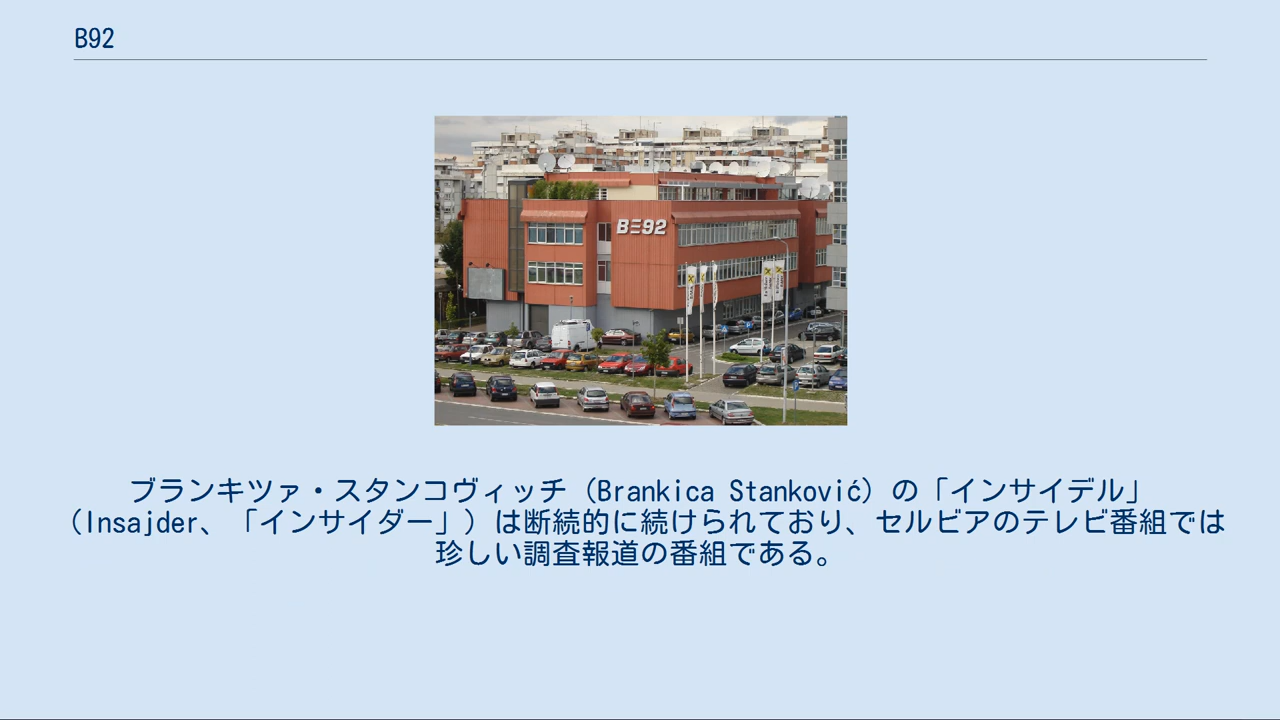 B92
B92
ブランキツァ・スタンコヴィッチ（Brankica Stanković）の「インサイデル」
（Insajder、「インサイダー」）は断続的に続けられており、セルビアのテレビ番組では
珍しい調査報道の番組である。